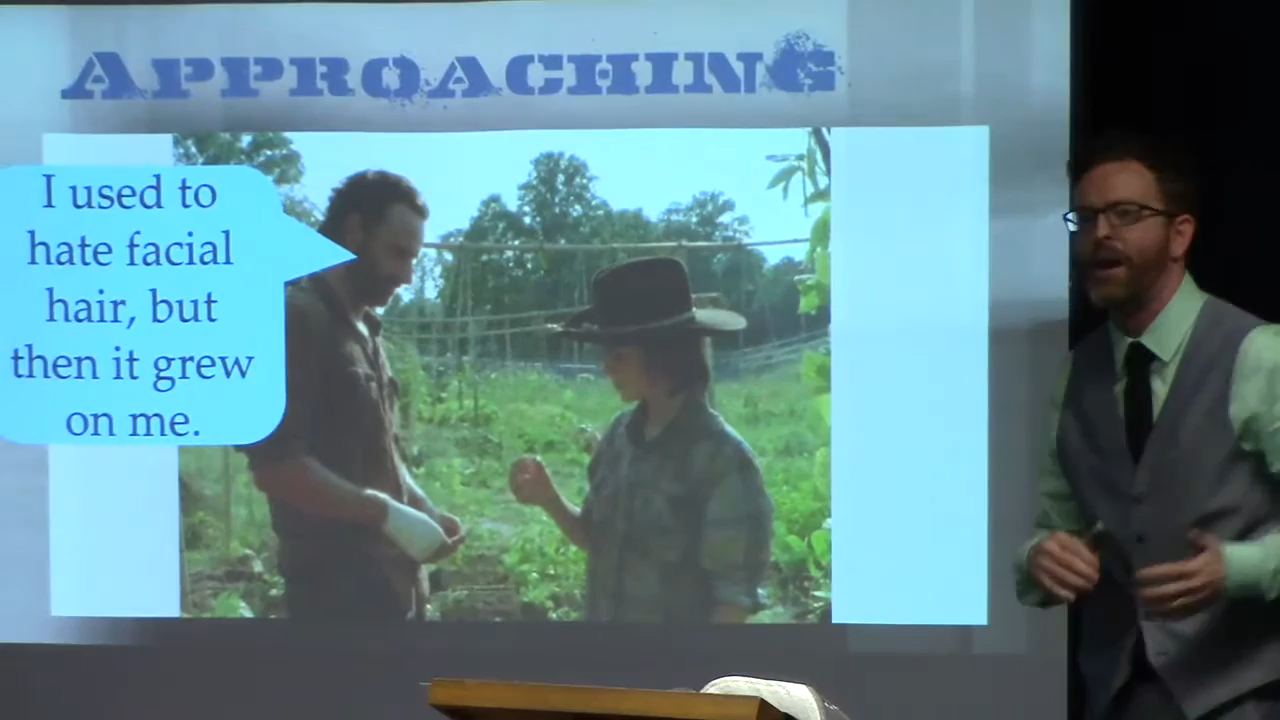 APPROACHING
I used to
hate facial
hair, but
then it grew
on me.